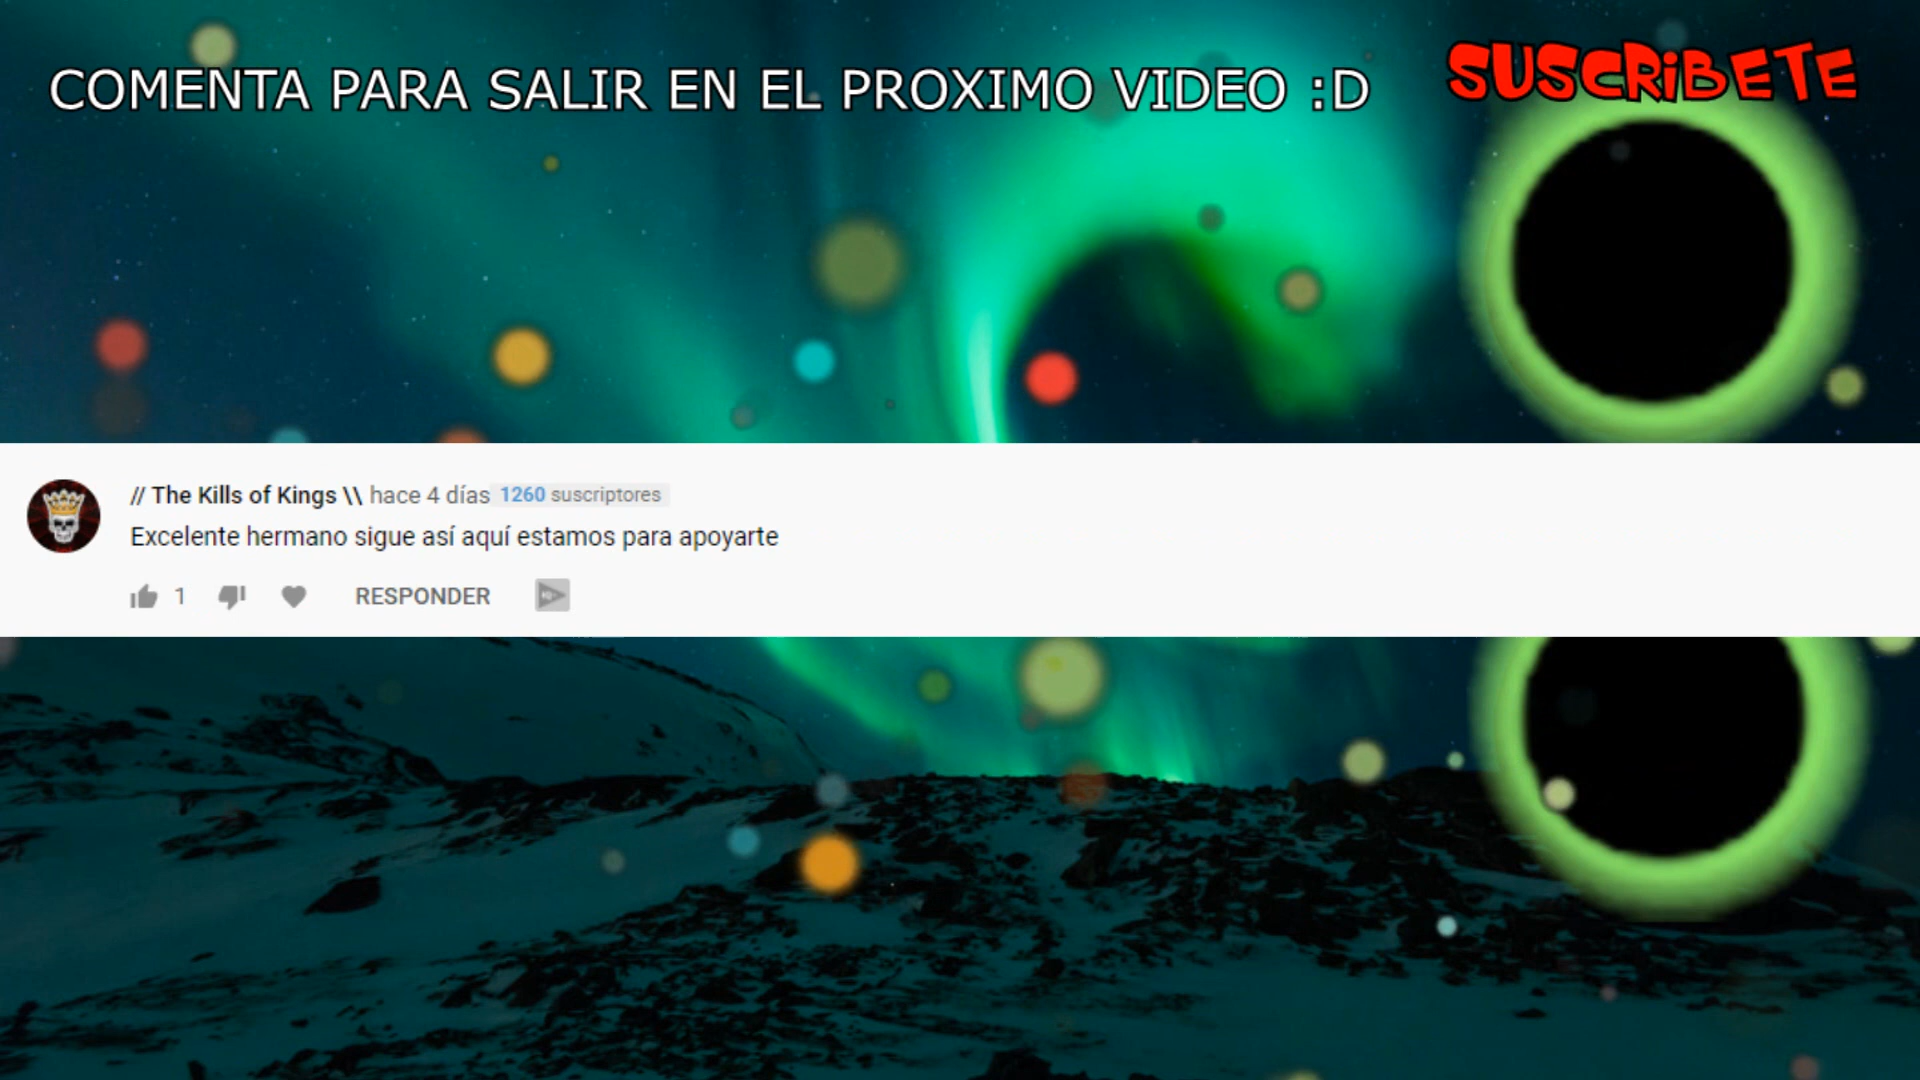 COMENTA PARA SALIR EN EL PROXIMO VIDEO :D
SUSCRiBETE
// The Kills of Kings \\ hace 4 días 1260 suscriptores
Excelente hermano sigue así aquí estamos para apoyarte
1 RESPONDER